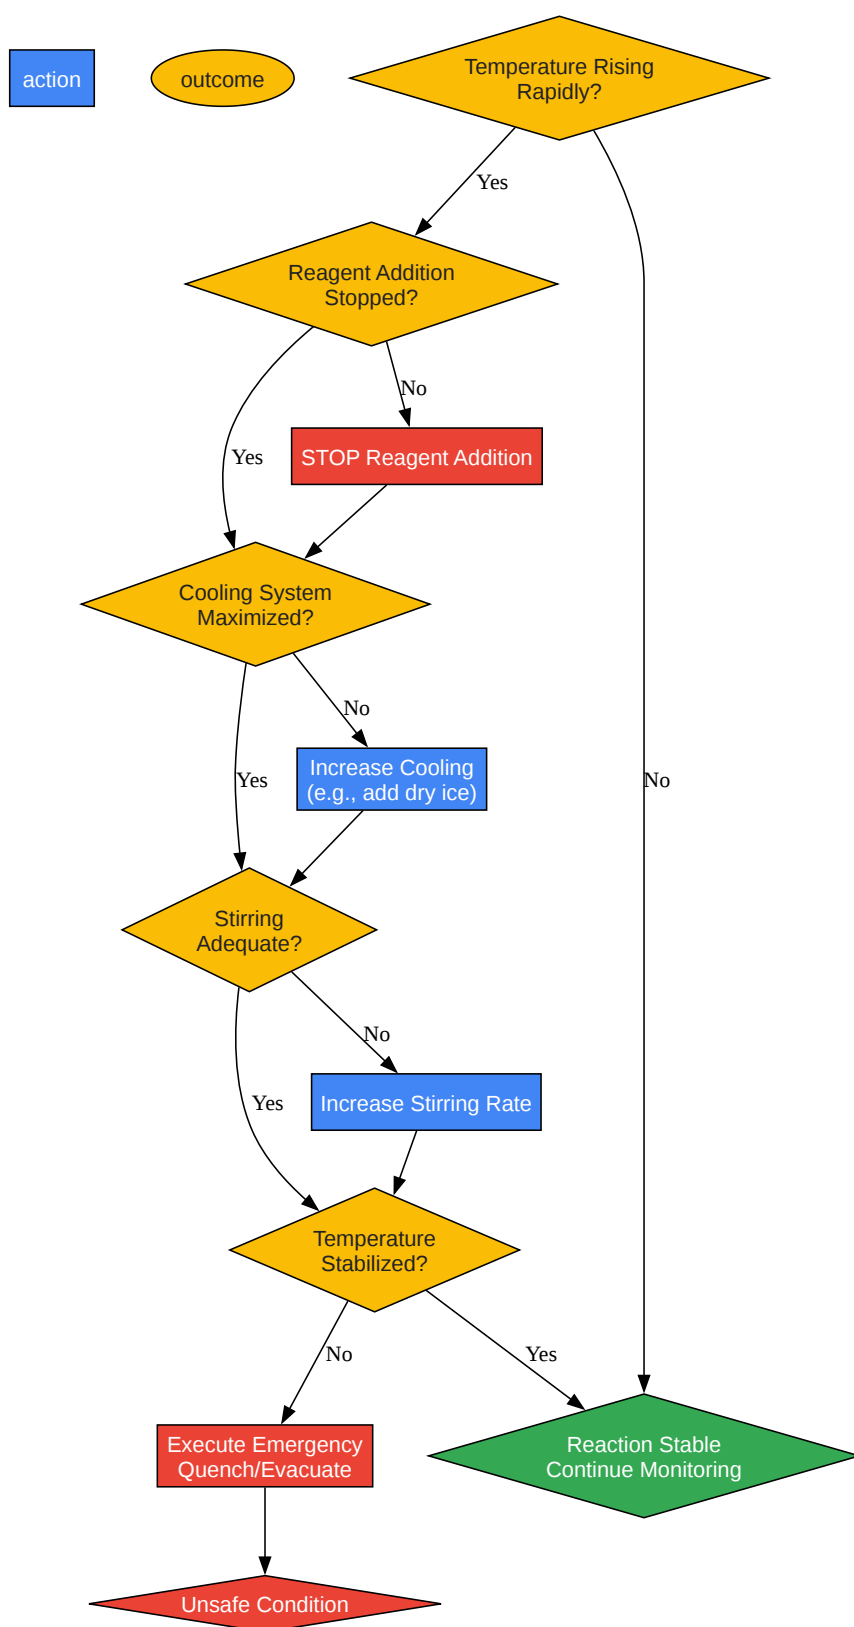 action
outcome
Temperature Rising
Rapidly?
Yes
Reagent Addition
Stopped?
No
Yes
STOP Reagent Addition
Cooling System
Maximized?
No
Yes
Increase Cooling
(e.g., add dry ice)
No
Stirring
Adequate?
No
Yes
Increase Stirring Rate
Temperature
Stabilized?
No
Yes
Execute Emergency
Quench/Evacuate
Reaction Stable
Continue Monitoring
Unsafe Condition